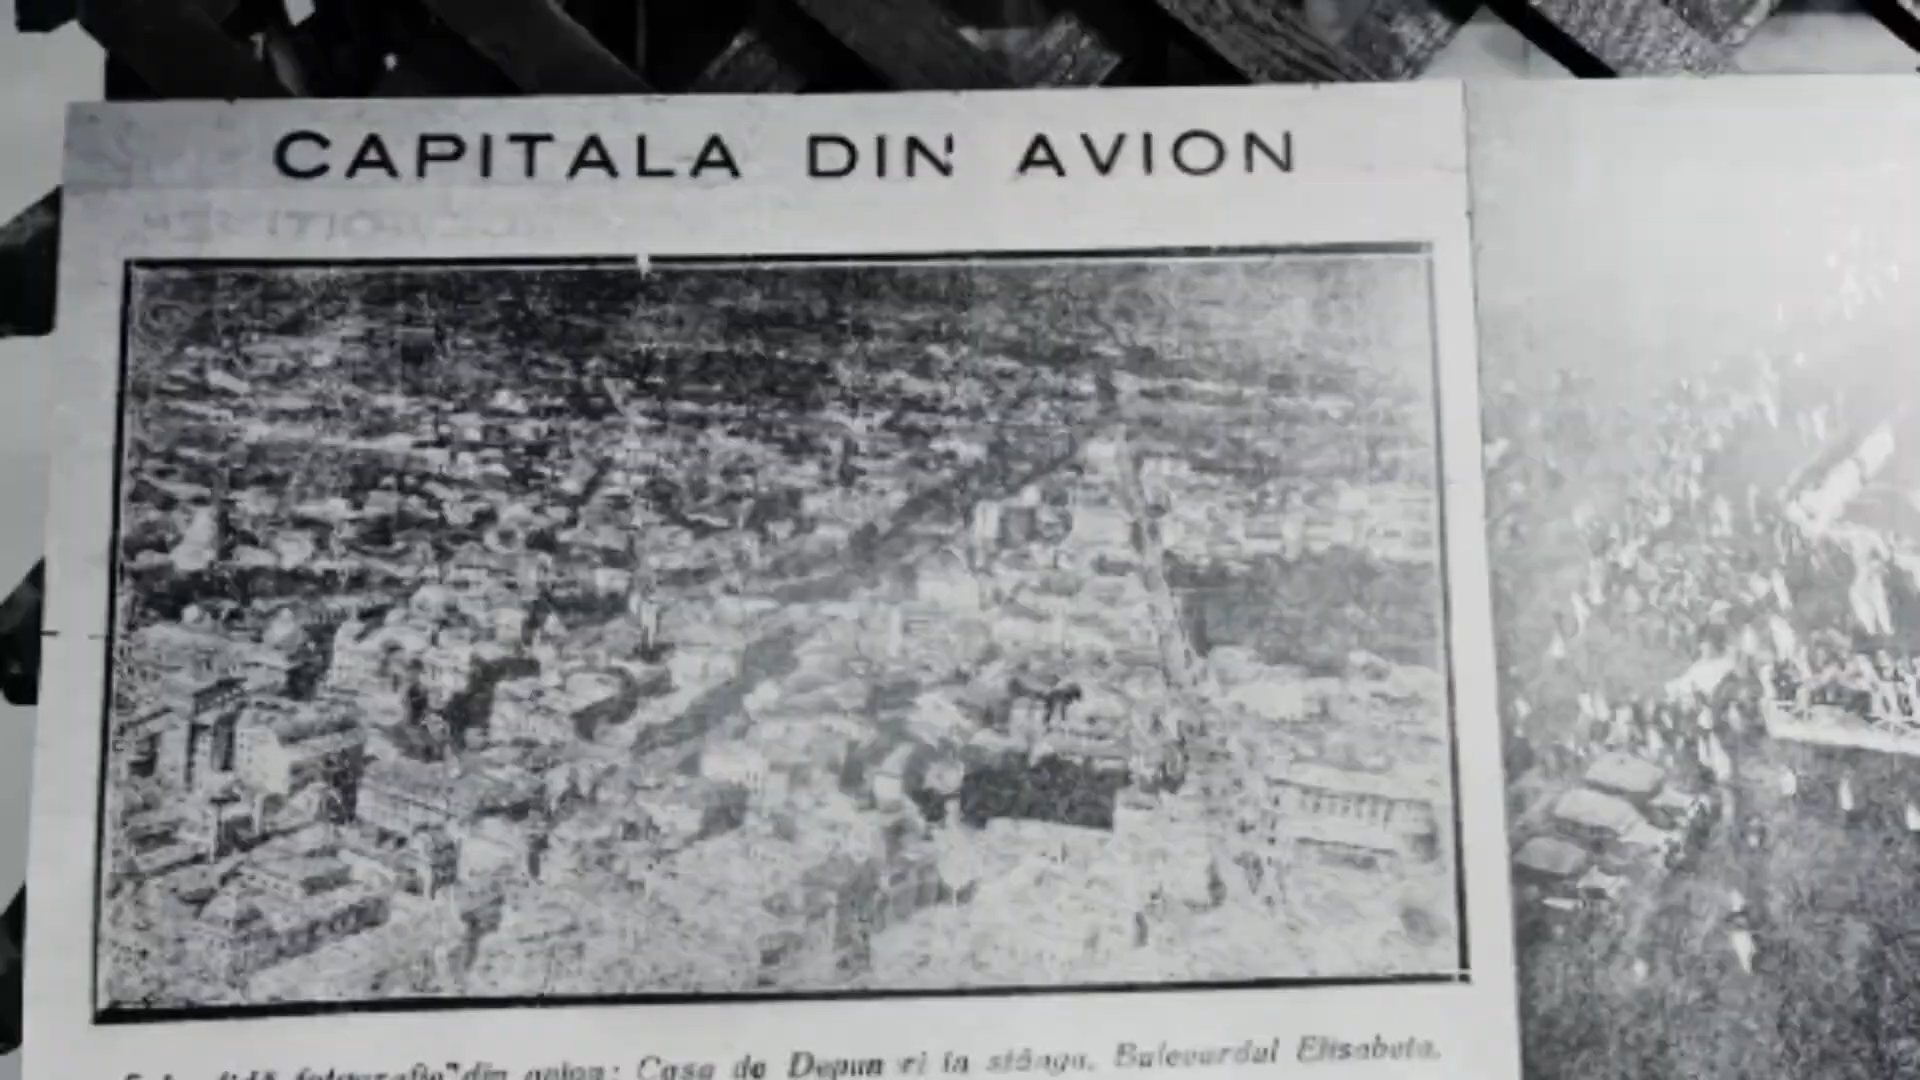 CAPITALA DIN AVION
fotografie din avion: Casa de Depuneri la stânga. Bulevardul Elisabeta.